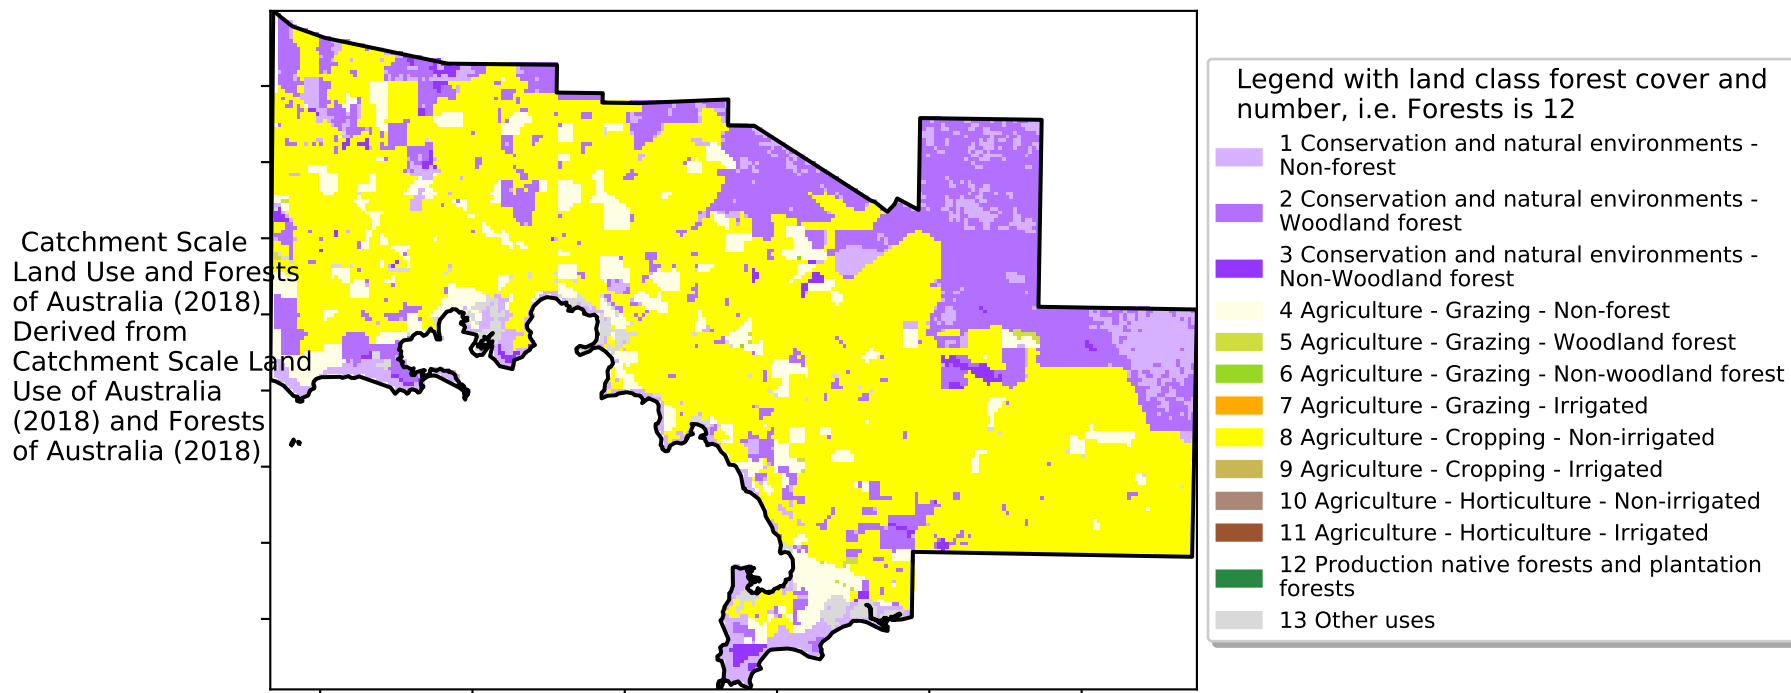 Catchment Scale
Land Use and Forests
of Australia (2018)
Derived from
Catchment Scale Land
Use of Australia
(2018) and Forests
of Australia (2018)
Legend with land class forest cover and
number, i.e. Forests is 12
1 Conservation and natural environments -
Non-forest
2 Conservation and natural environments -
Woodland forest
3 Conservation and natural environments -
Non-Woodland forest
4 Agriculture - Grazing - Non-forest
5 Agriculture - Grazing - Woodland forest
6 Agriculture - Grazing - Non-woodland forest
7 Agriculture - Grazing - Irrigated
8 Agriculture - Cropping - Non-irrigated
9 Agriculture - Cropping - Irrigated
10 Agriculture - Horticulture - Non-irrigated
11 Agriculture - Horticulture - Irrigated
12 Production native forests and plantation
forests
13 Other uses